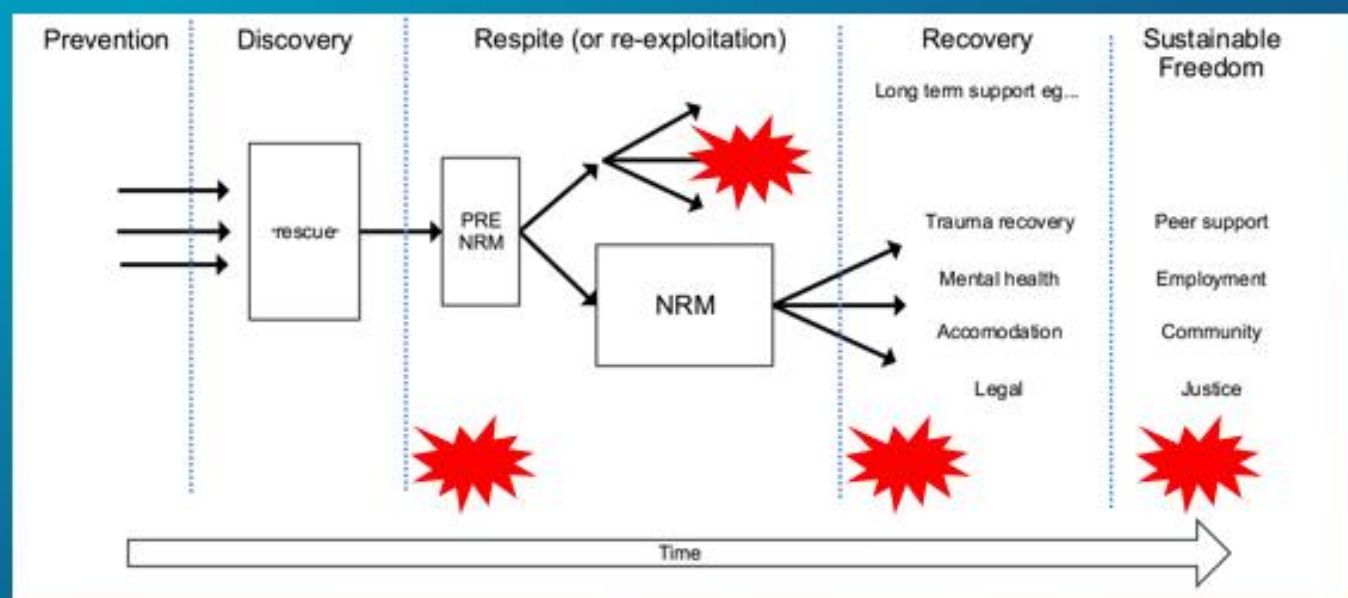 Prevention
Discovery
Respite (or re-exploitation)
Recovery
Sustainable
Freedom
Long term support eg...
"rescue"
PRE
NRM
NRM
Trauma recovery
Mental health
Accomodation
Legal
Peer support
Employment
Community
Justice
Time